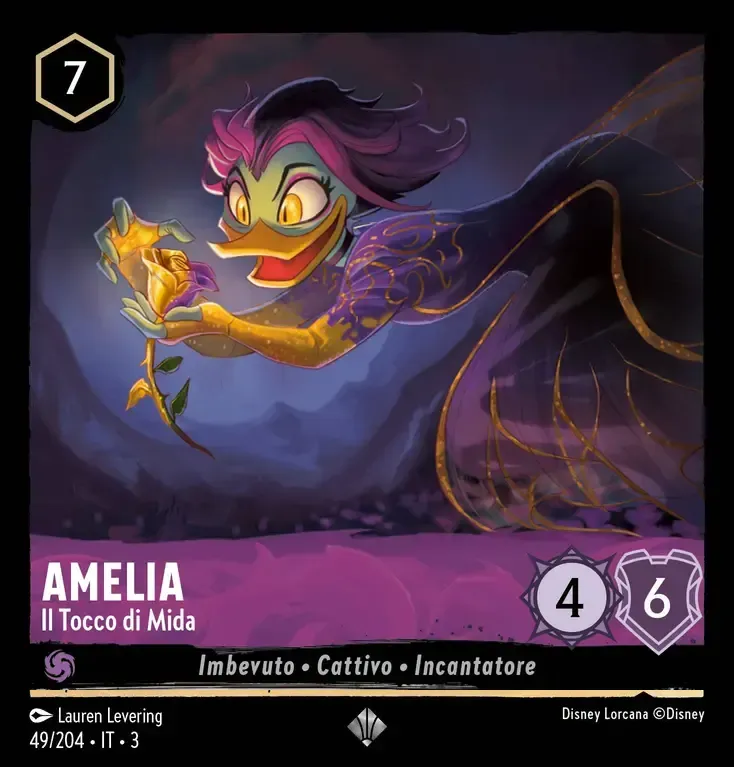 7
AMELIA
Il Tocco di Mida
4
6
Imbevuto • Cattivo • Incantatore
Lauren Levering
Disney Lorcana ©Disney
49/204 • IT • 3